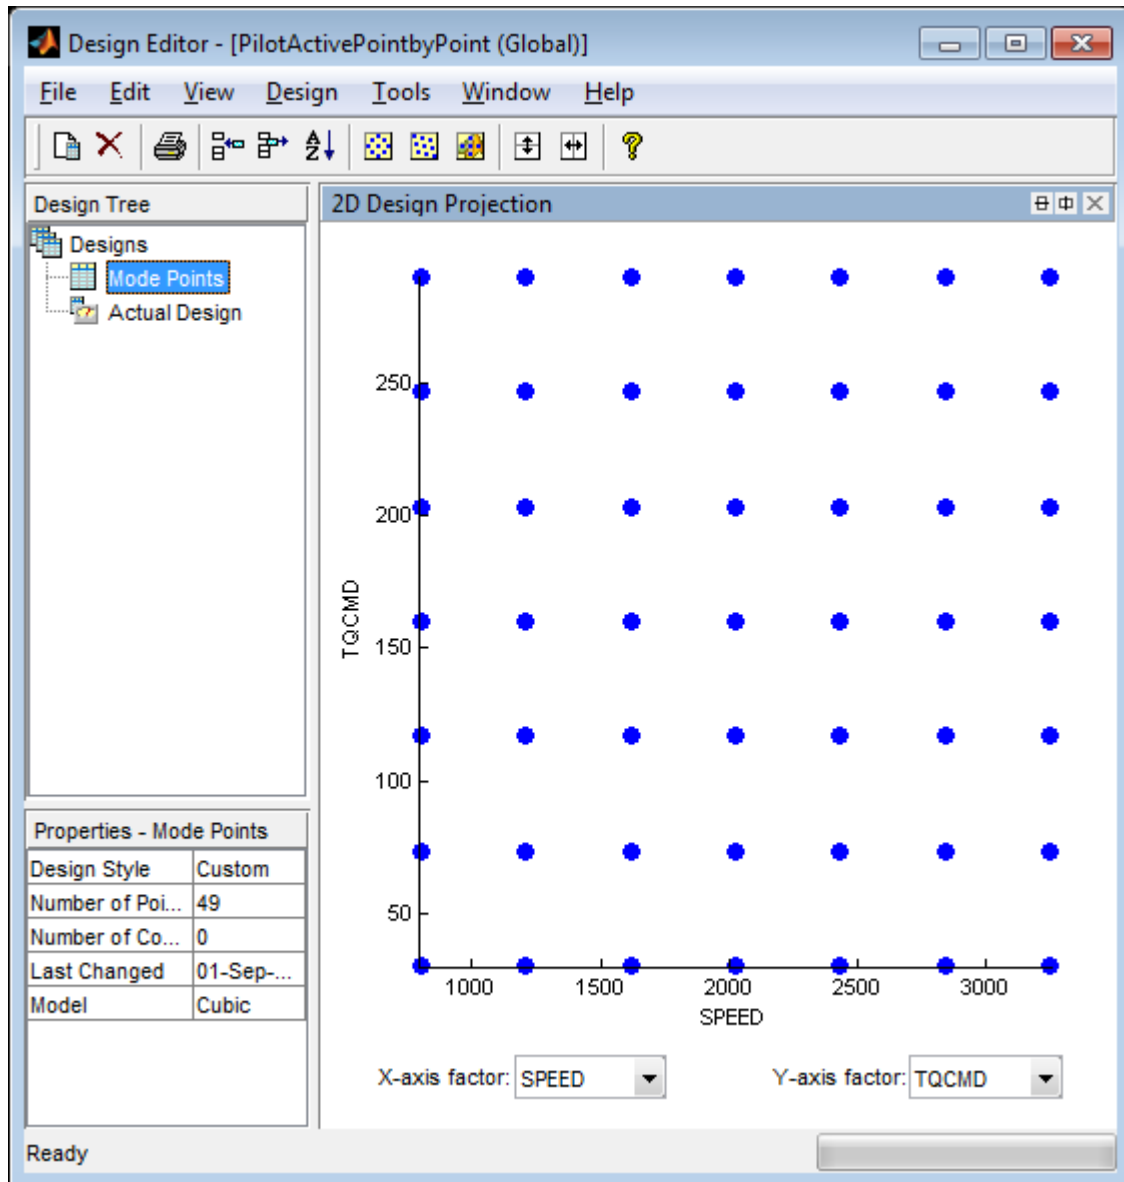 Design Editor - [PilotActivePointbyPoint (Global)]
File Edit View Design Tools Window Help
Design Tree
Designs
Mode Points
Actual Design
2D Design Projection
250
200
150
100
50
TQCMD
1000 1500 2000 2500 3000
SPEED
X-axis factor: SPEED Y-axis factor: TQCMD
Properties - Mode Points
Design Style Custom
Number of Poi... 49
Number of Co... 0
Last Changed 01-Sep-...
Model Cubic
Ready